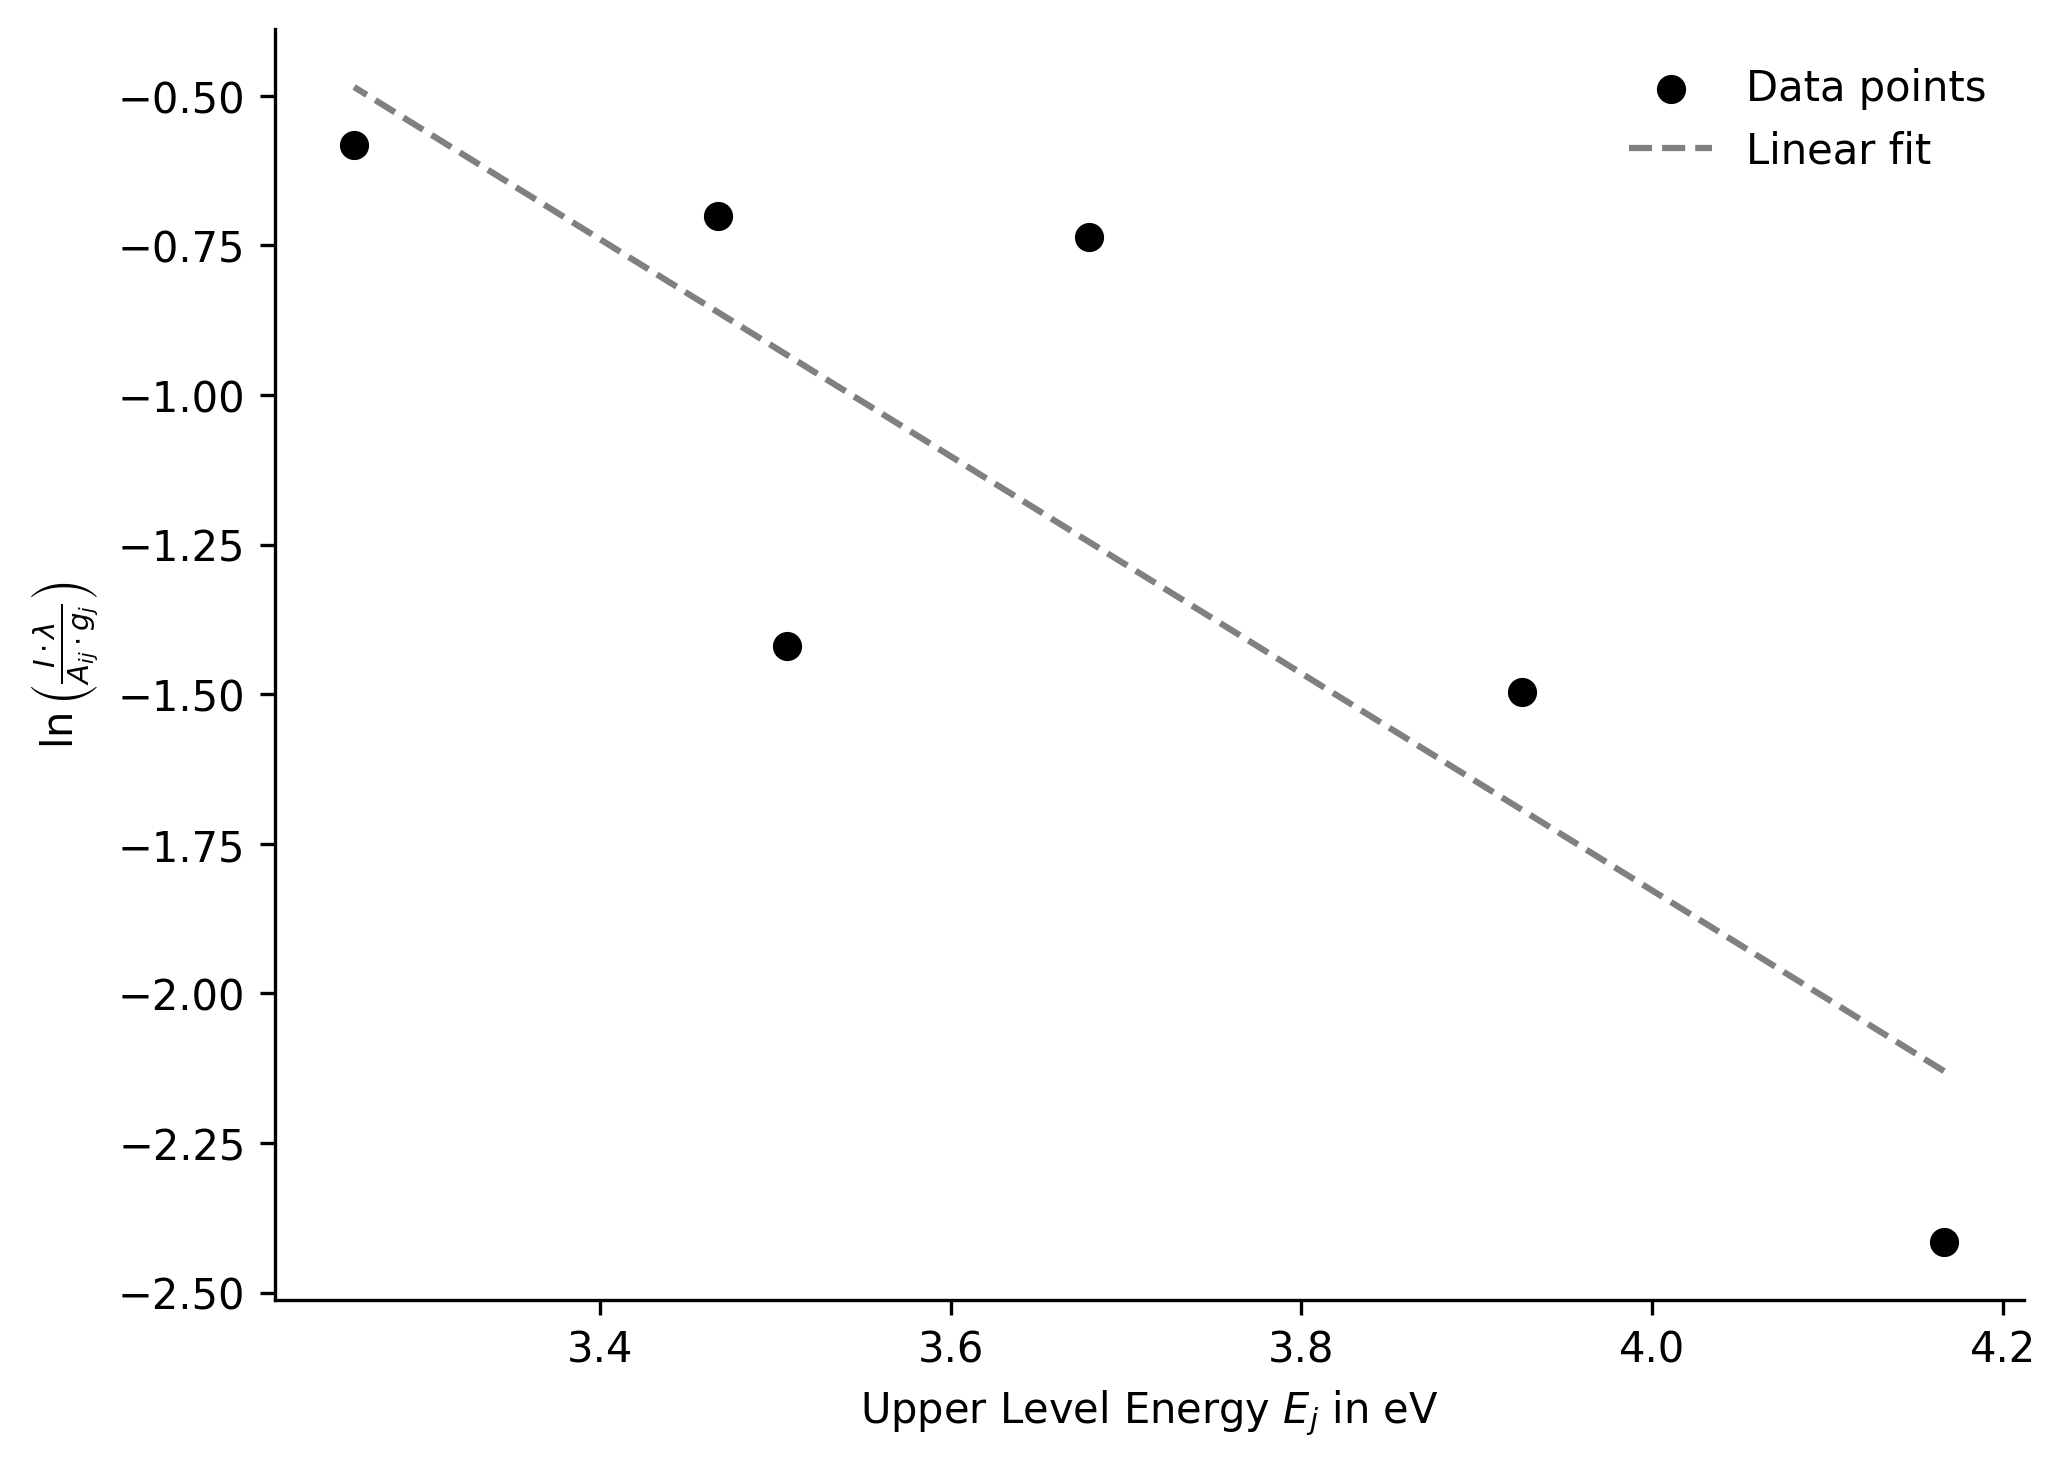 Data points
Linear fit
−0.50
−0.75
−1.00
−1.25
−1.50
−1.75
−2.00
−2.25
−2.50
ln(I · λ / A_ij · g_j)
3.4 3.6 3.8 4.0 4.2
Upper Level Energy E_j in eV